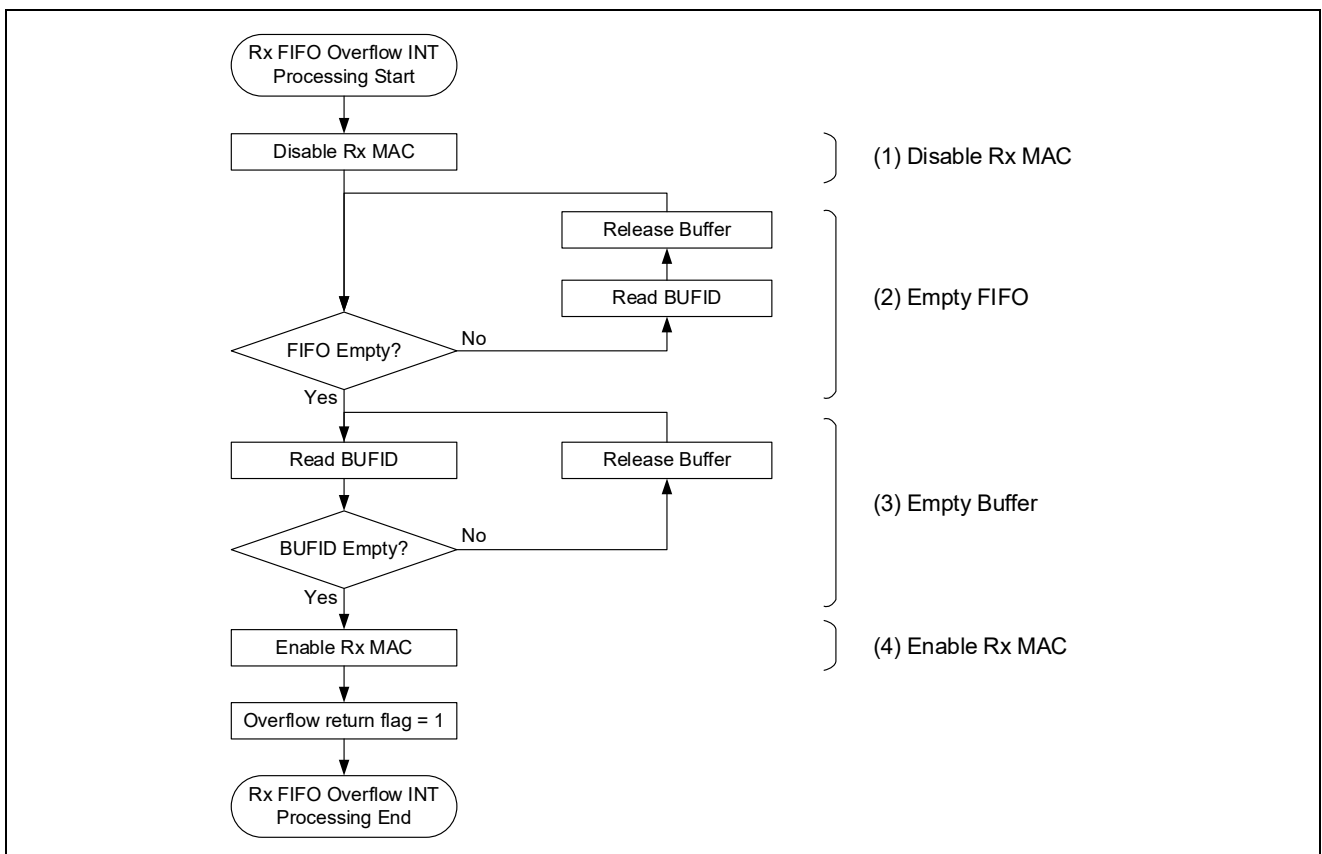 Rx FIFO Overflow INT
Processing Start
Disable Rx MAC
(1) Disable Rx MAC
Release Buffer
Read BUFID
(2) Empty FIFO
FIFO Empty?
No
Yes
Read BUFID
Release Buffer
(3) Empty Buffer
BUFID Empty?
No
Yes
Enable Rx MAC
(4) Enable Rx MAC
Overflow return flag = 1
Rx FIFO Overflow INT
Processing End